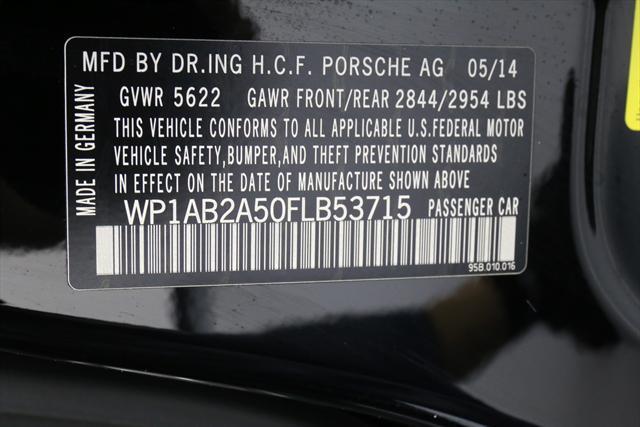 MFD BY DR.ING H.C.F. PORSCHE AG 05/14
GVWR 5622 GAWR FRONT/REAR 2844/2954 LBS
THIS VEHICLE CONFORMS TO ALL APPLICABLE U.S.FEDERAL MOTOR
VEHICLE SAFETY,BUMPER,AND THEFT PREVENTION STANDARDS
IN EFFECT ON THE DATE OF MANUFACTURE SHOWN ABOVE
WP1AB2A50FLB53715 PASSENGER CAR
95B.010.016
MADE IN GERMANY